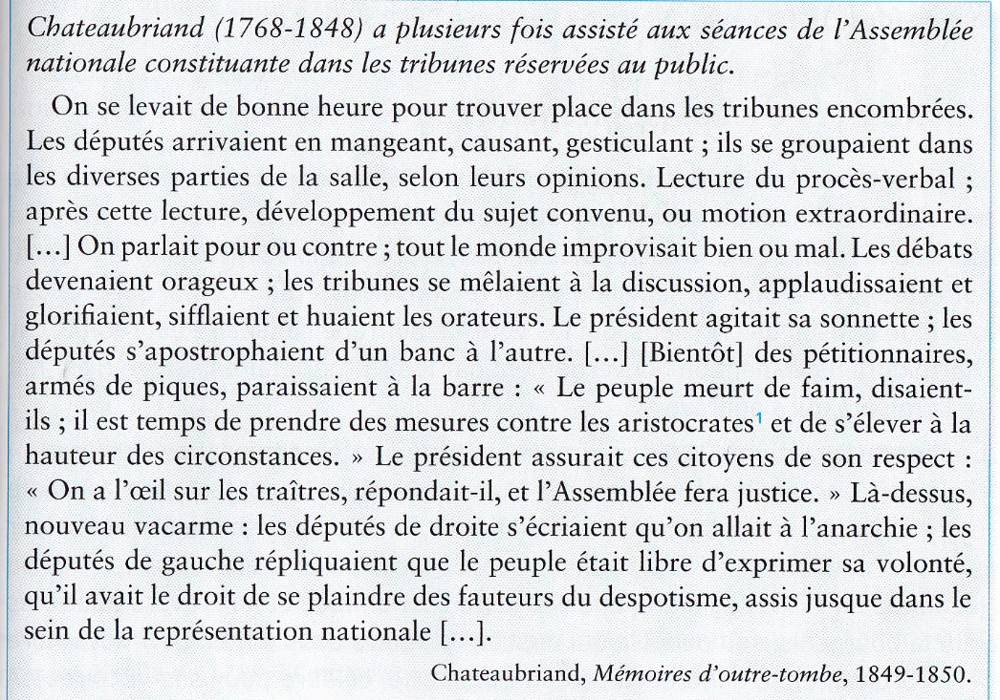 Chateaubriand (1768-1848) a plusieurs fois assisté aux séances de l'Assemblée
nationale constituante dans les tribunes réservées au public.
On se levait de bonne heure pour trouver place dans les tribunes encombrées.
Les députés arrivaient en mangeant, causant, gesticulant ; ils se groupaient dans
les diverses parties de la salle, selon leurs opinions. Lecture du procès-verbal ;
après cette lecture, développement du sujet convenu, ou motion extraordinaire.
[…] On parlait pour ou contre ; tout le monde improvisait bien ou mal. Les débats
devenaient orageux ; les tribunes se mêlaient à la discussion, applaudissaient et
glorifiaient, sifflaient et huaient les orateurs. Le président agitait sa sonnette ; les
députés s'apostrophaient d'un banc à l'autre. […] [Bientôt] des pétitionnaires,
armés de piques, paraissaient à la barre : « Le peuple meurt de faim, disaient-
ils ; il est temps de prendre des mesures contre les aristocrates¹ et de s'élever à la
hauteur des circonstances. » Le président assurait ces citoyens de son respect :
« On a l'œil sur les traîtres, répondait-il, et l'Assemblée fera justice. » Là-dessus,
nouveau vacarme : les députés de droite s'écriaient qu'on allait à l'anarchie ; les
députés de gauche répliquaient que le peuple était libre d'exprimer sa volonté,
qu'il avait le droit de se plaindre des fauteurs du despotisme, assis jusque dans le
sein de la représentation nationale […].
Chateaubriand, Mémoires d'outre-tombe, 1849-1850.